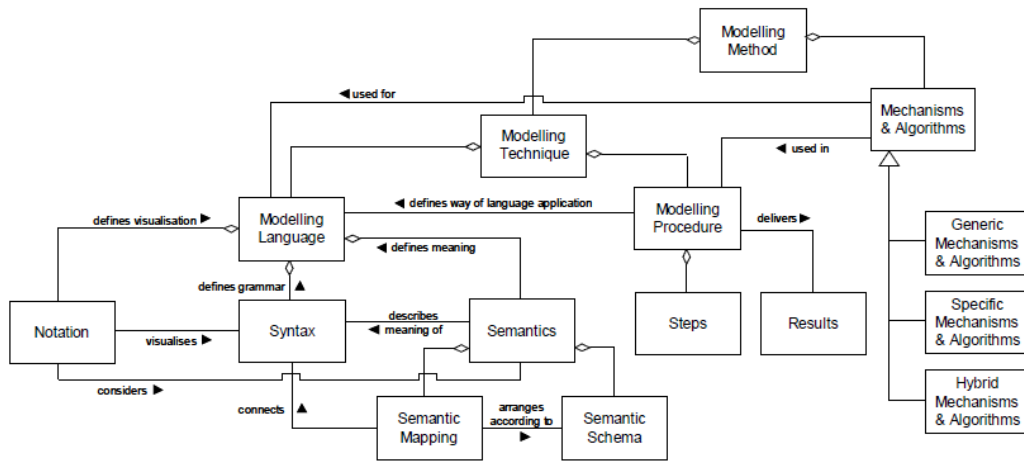 Modelling
Method
◄ used for
Mechanisms
& Algorithms
Modelling
Technique
◄ used in
defines visualisation ►
Modelling
Language
◄ defines way of language application
Modelling
Procedure
delivers ►
◄ defines meaning
Generic
Mechanisms
& Algorithms
defines grammar ▲
Notation
visualises ►
Syntax
describes
◄ meaning of
Semantics
Steps
Results
Specific
Mechanisms
& Algorithms
considers ►
connects ▲
Semantic
Mapping
arranges
according to
►
Semantic
Schema
Hybrid
Mechanisms
& Algorithms